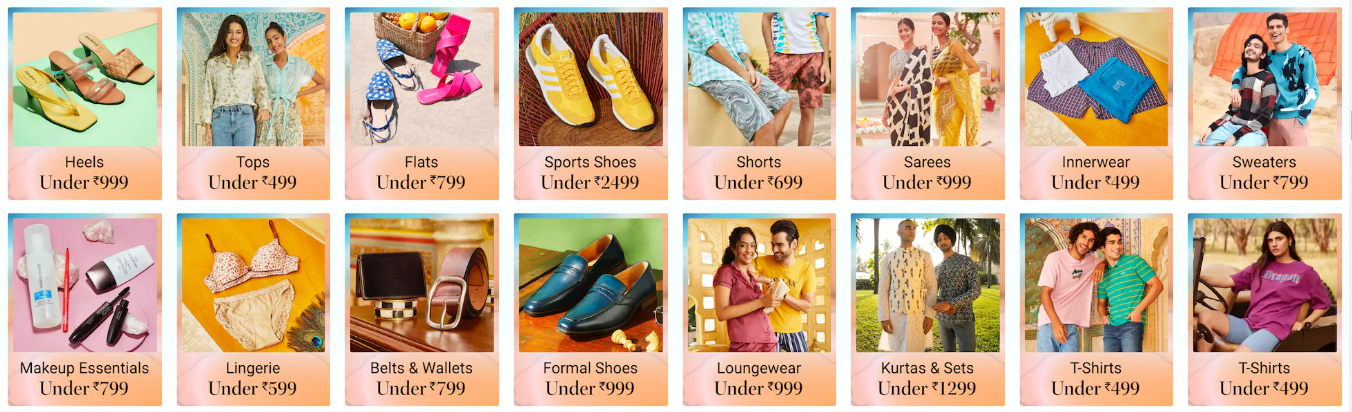 Heels
Under ₹999
Tops
Under ₹499
Flats
Under ₹799
Sports Shoes
Under ₹2499
Shorts
Under ₹699
Sarees
Under ₹999
Innerwear
Under ₹499
Sweaters
Under ₹799
Makeup Essentials
Under ₹799
Lingerie
Under ₹599
Belts & Wallets
Under ₹799
Formal Shoes
Under ₹999
Loungewear
Under ₹999
Kurtas & Sets
Under ₹1299
T-Shirts
Under ₹499
Dragon
T-Shirts
Under ₹499